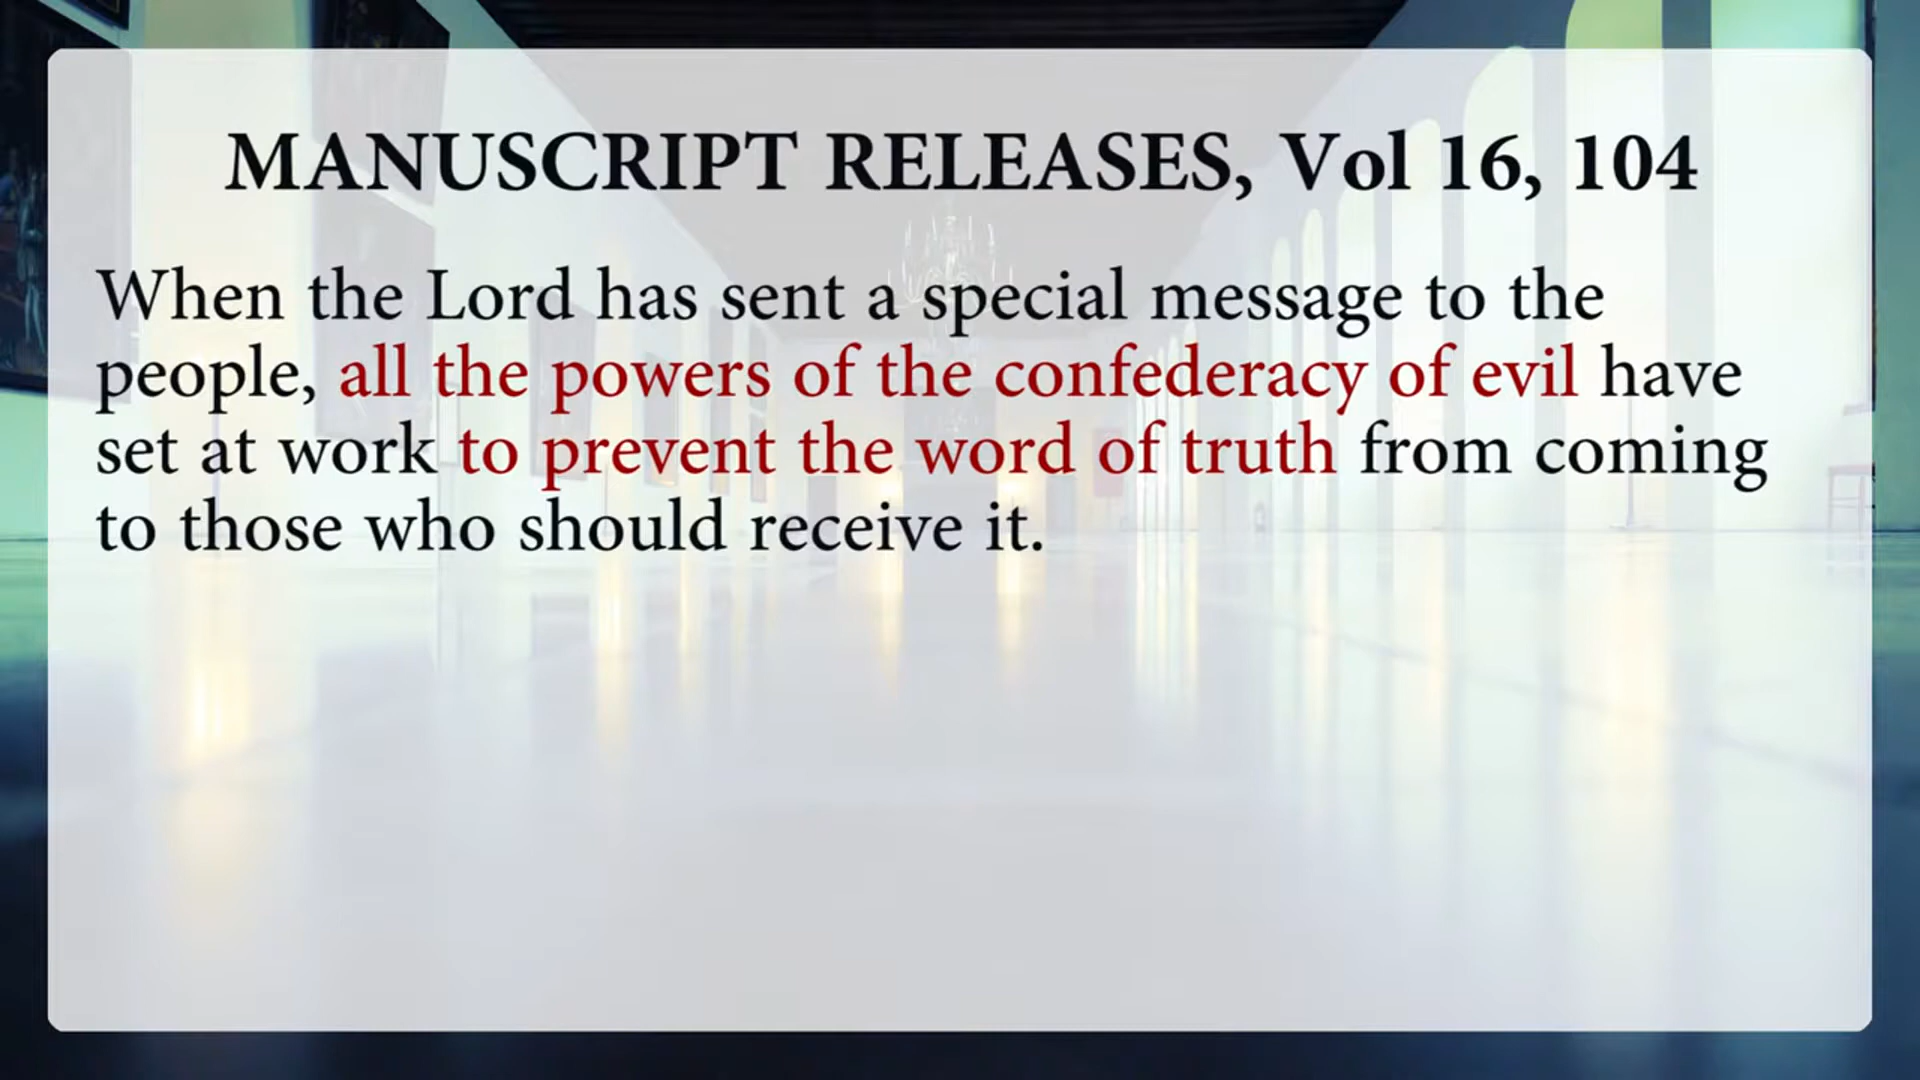 MANUSCRIPT RELEASES, Vol 16, 104
When the Lord has sent a special message to the
people, all the powers of the confederacy of evil have
set at work to prevent the word of truth from coming
to those who should receive it.